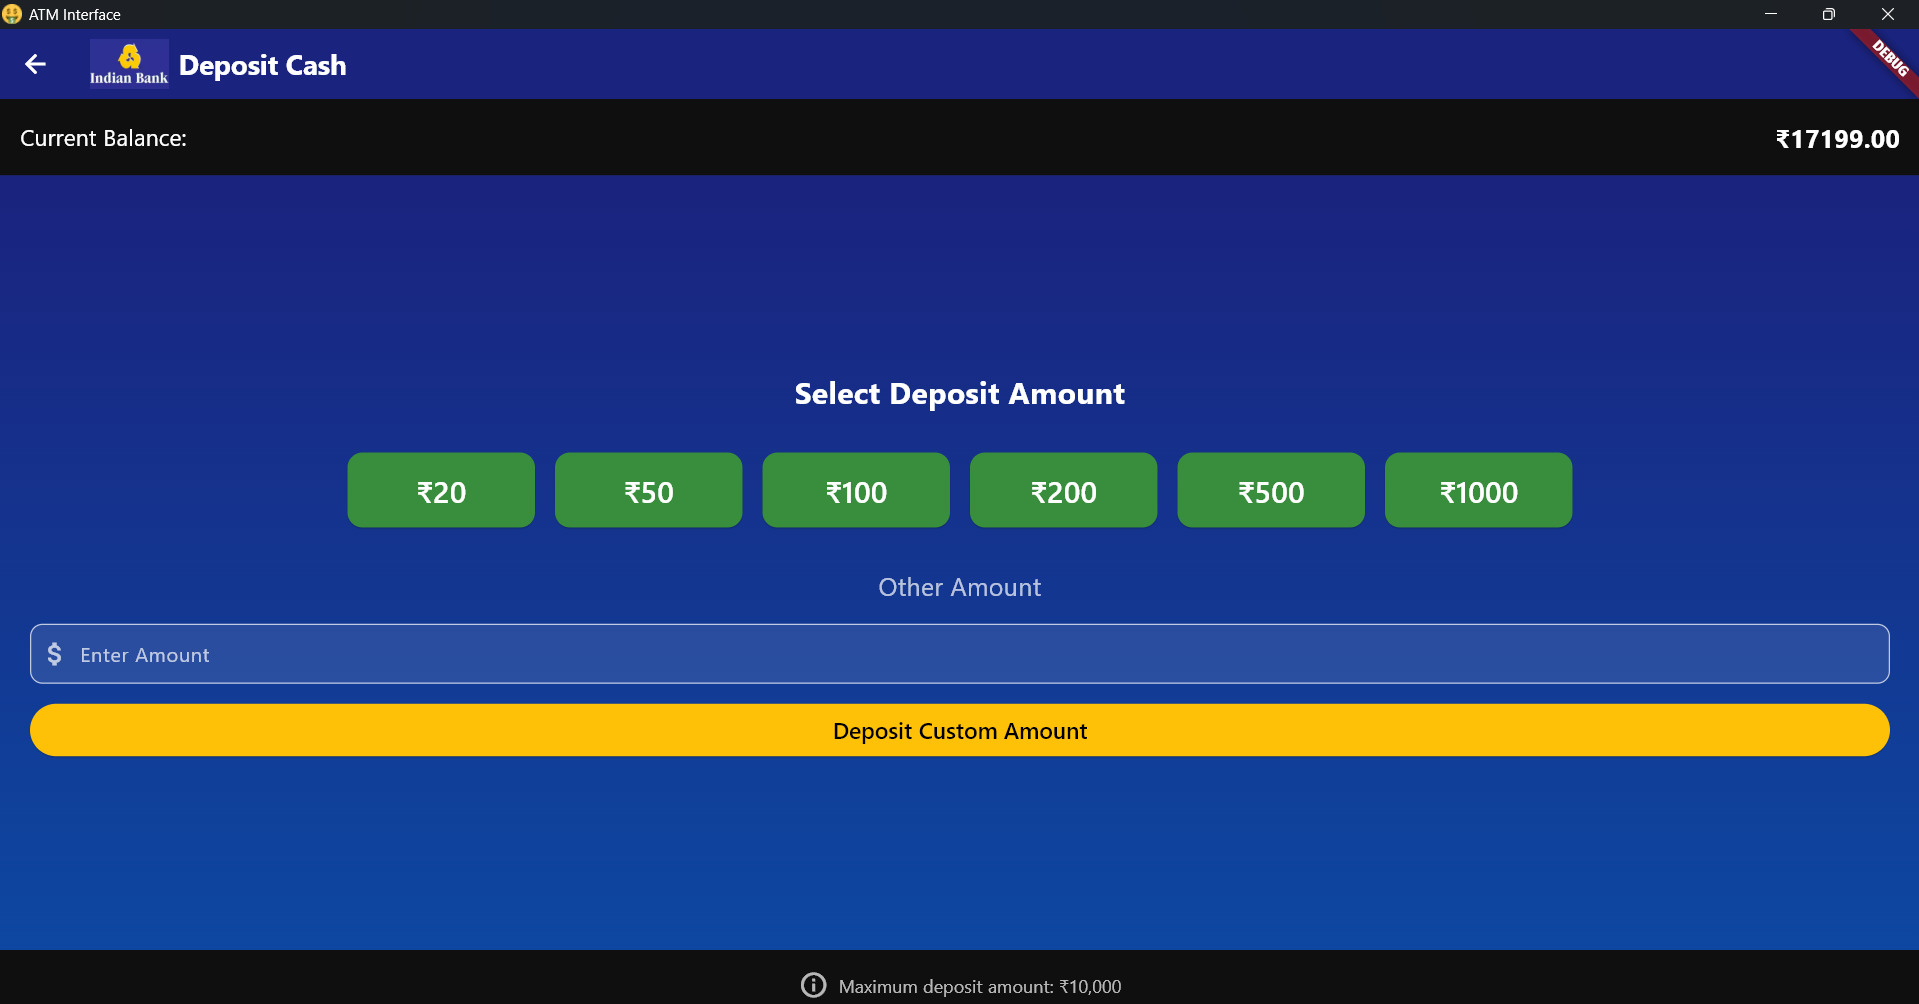 ATM Interface
Indian Bank
Deposit Cash
DEBUG
Current Balance:
₹17199.00
Select Deposit Amount
₹20 ₹50 ₹100 ₹200 ₹500 ₹1000
Other Amount
$ Enter Amount
Deposit Custom Amount
Maximum deposit amount: ₹10,000